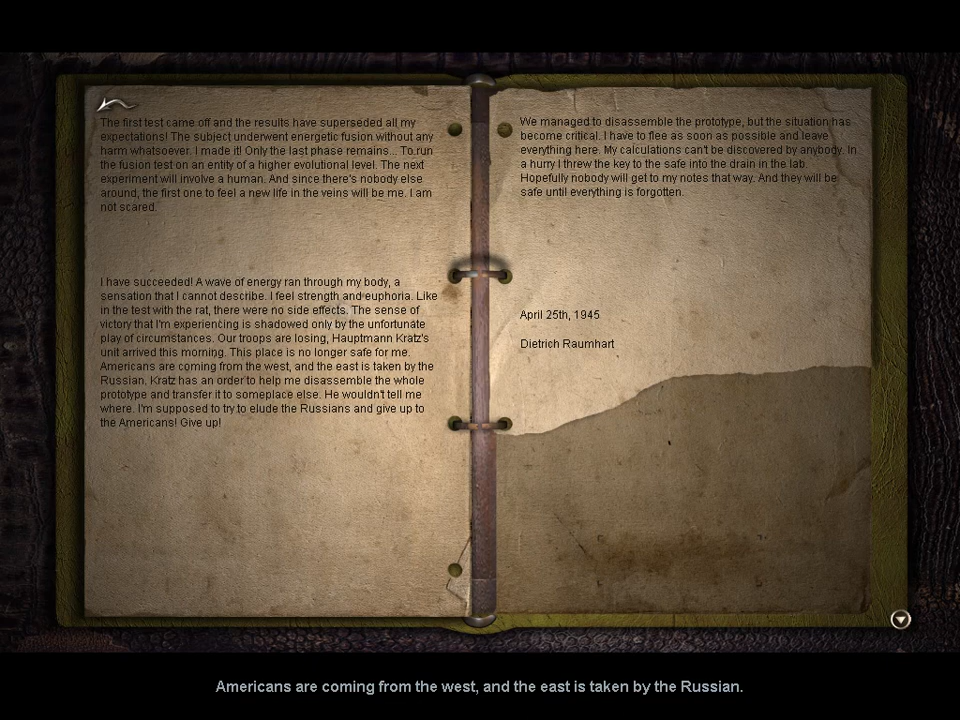 The first test came off and the results have superseded all my
expectations! The subject underwent energetic fusion without any
harm whatsoever. I made it! Only the last phase remains... To run
the fusion test on an entity of a higher evolutional level. The next
experiment will involve a human. And since there's nobody else
around, the first one to feel a new life in the veins will be me. I am
not scared.
I have succeeded! A wave of energy ran through my body, a
sensation that I cannot describe. I feel strength and euphoria. Like
in the test with the rat, there were no side effects. The sense of
victory that I'm experiencing is shadowed only by the unfortunate
play of circumstances. Our troops are losing, Hauptmann Kratz's
unit arrived this morning. This place is no longer safe for me.
Americans are coming from the west, and the east is taken by the
Russian. Kratz has an order to help me disassemble the whole
prototype and transfer it to someplace else. He wouldn't tell me
where. I'm supposed to try to elude the Russians and give up to
the Americans! Give up!
We managed to disassemble the prototype, but the situation has
become critical. I have to flee as soon as possible and leave
everything here. My calculations can't be discovered by anybody. In
a hurry I threw the key to the safe into the drain in the lab.
Hopefully nobody will get to my notes that way. And they will be
safe until everything is forgotten.
April 25th, 1945
Dietrich Raumhart
Americans are coming from the west, and the east is taken by the Russian.